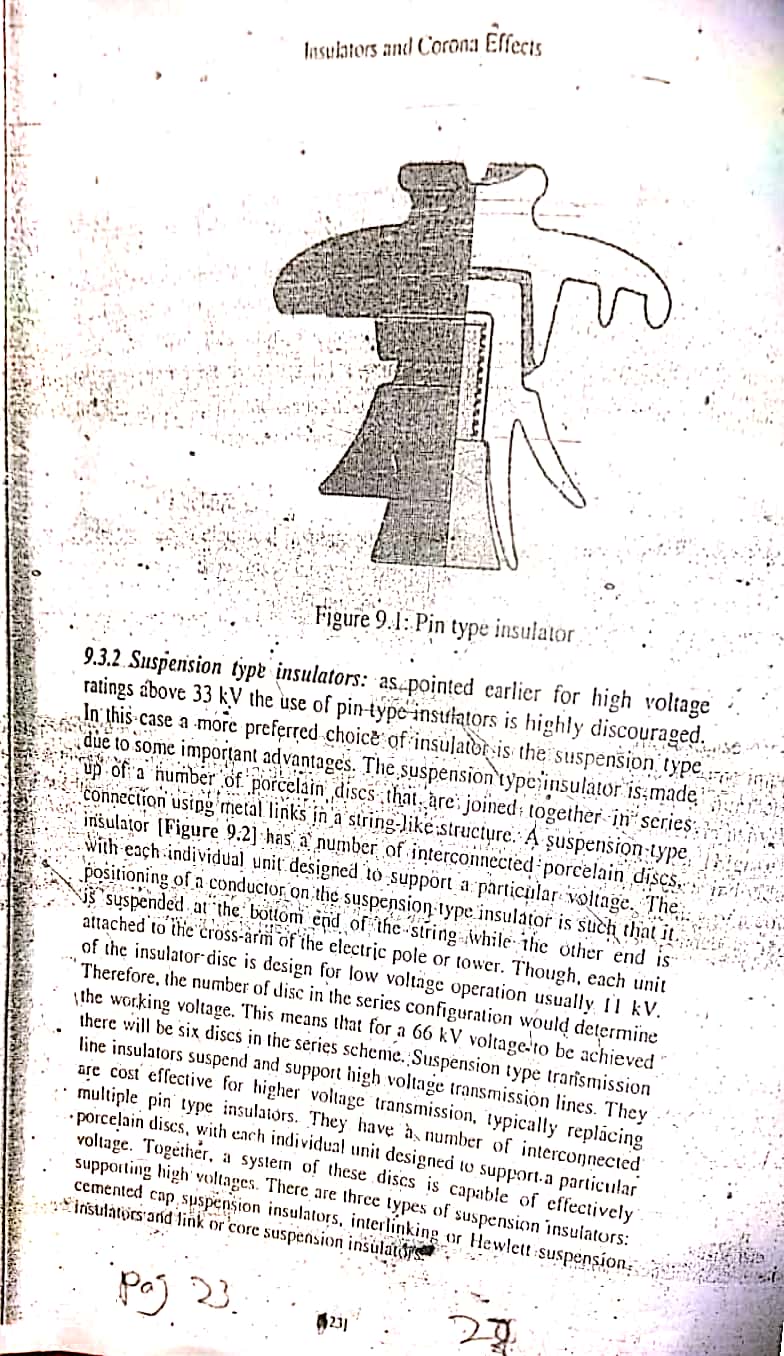 Insulators and Corona Effects
Figure 9.1: Pin type insulator
9.3.2 Suspension type insulators: as pointed earlier for high voltage
ratings above 33 kV the use of pin-type insulators is highly discouraged.
In this case a more preferred choice of insulator is the suspension type
due to some important advantages. The suspension type insulator is made
up of a number of porcelain discs that are joined together in series
connection using metal links in a string-like structure. A suspension type
insulator [Figure 9.2] has a number of interconnected porcelain discs,
with each individual unit designed to support a particular voltage. The
positioning of a conductor on the suspension type insulator is such that it
is suspended at the bottom end of the string while the other end is
attached to the cross-arm of the electric pole or tower. Though, each unit
of the insulator disc is design for low voltage operation usually 11 kV.
Therefore, the number of disc in the series configuration would determine
the working voltage. This means that for a 66 kV voltage to be achieved
there will be six discs in the series scheme. Suspension type transmission
line insulators suspend and support high voltage transmission lines. They
are cost effective for higher voltage transmission, typically replacing
multiple pin type insulators. They have a number of interconnected
porcelain discs, with each individual unit designed to support a particular
voltage. Together, a system of these discs is capable of effectively
supporting high voltages. There are three types of suspension insulators:
cemented cap suspension insulators, interlinking or Hewlett suspension
insulators and link or core suspension insulators.
pag 23
231